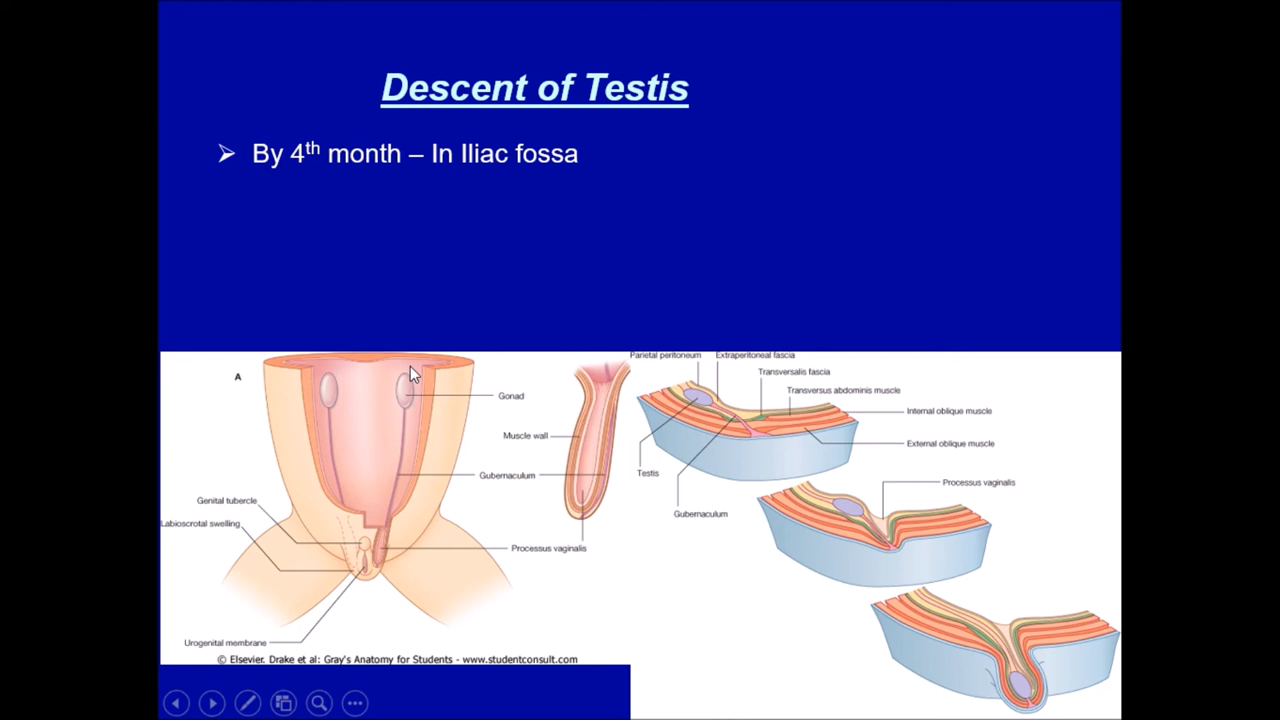 Descent of Testis
➢ By 4th month – In Iliac fossa
A
Gonad
Muscle wall
Gubernaculum
Genital tubercle
Labioscrotal swelling
Processus vaginalis
Urogenital membrane
© Elsevier. Drake et al: Gray's Anatomy for Students - www.studentconsult.com
Parietal peritoneum
Extraperitoneal fascia
Transversalis fascia
Transversus abdominis muscle
Internal oblique muscle
External oblique muscle
Testis
Gubernaculum
Processus vaginalis